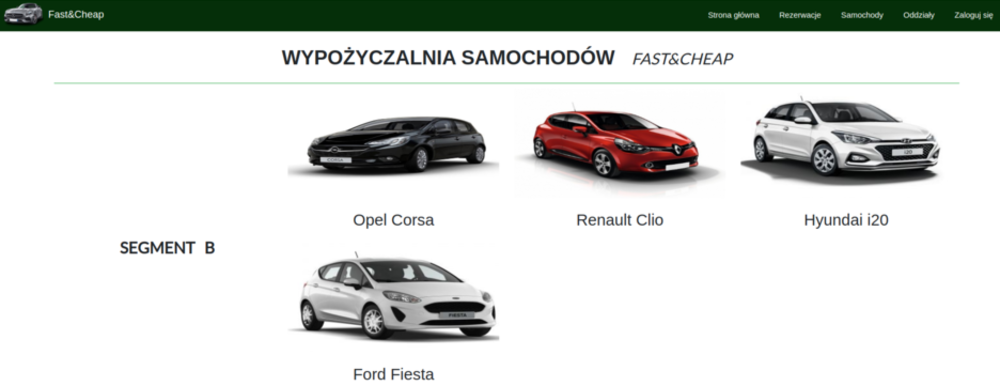 Fast&Cheap
Strona główna Rezerwacje Samochody Oddziały Zaloguj się
WYPOŻYCZALNIA SAMOCHODÓW FAST&CHEAP
Opel Corsa Renault Clio Hyundai i20
SEGMENT B
FIESTA
Ford Fiesta